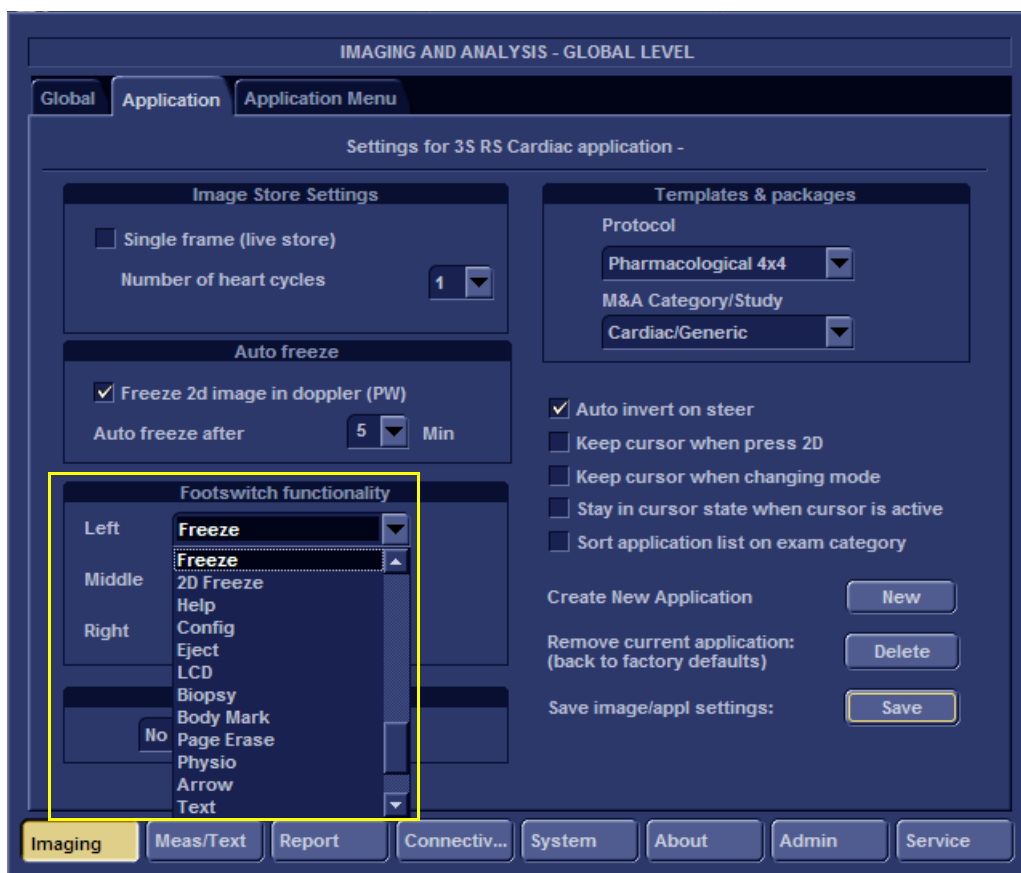 IMAGING AND ANALYSIS - GLOBAL LEVEL
Global Application Application Menu
Settings for 3S RS Cardiac application -
Image Store Settings
Single frame (live store)
Number of heart cycles 1
Auto freeze
Freeze 2d image in doppler (PW)
Auto freeze after 5 Min
Footswitch functionality
Left Freeze
Middle
Right
Freeze
2D Freeze
Help
Config
Eject
LCD
Biopsy
Body Mark
Page Erase
Physio
Arrow
Text
No
Templates & packages
Protocol
Pharmacological 4x4
M&A Category/Study
Cardiac/Generic
Auto invert on steer
Keep cursor when press 2D
Keep cursor when changing mode
Stay in cursor state when cursor is active
Sort application list on exam category
Create New Application New
Remove current application:
(back to factory defaults) Delete
Save image/appl settings: Save
Imaging Meas/Text Report Connectiv... System About Admin Service